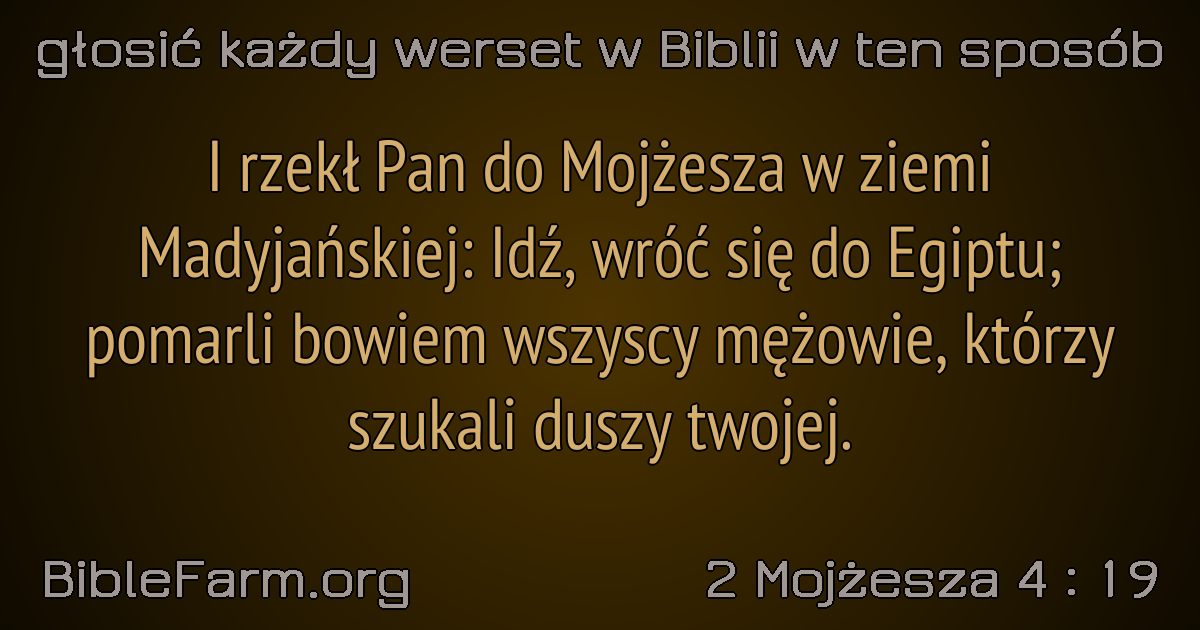 głosić każdy werset w Biblii w ten sposób
I rzekł Pan do Mojżesza w ziemi
Madyjańskiej: Idź, wróć się do Egiptu;
pomarli bowiem wszyscy mężowie, którzy
szukali duszy twojej.
BibleFarm.org
2 Mojżesza 4 : 19